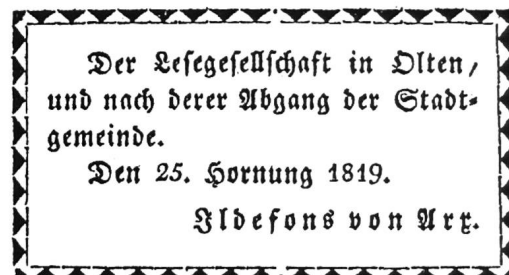 Der Lesegesellschaft in Olten,
und nach derer Abgang der Stadt-
gemeinde.
Den 25. Hornung 1819.
Ildefons von Arx.